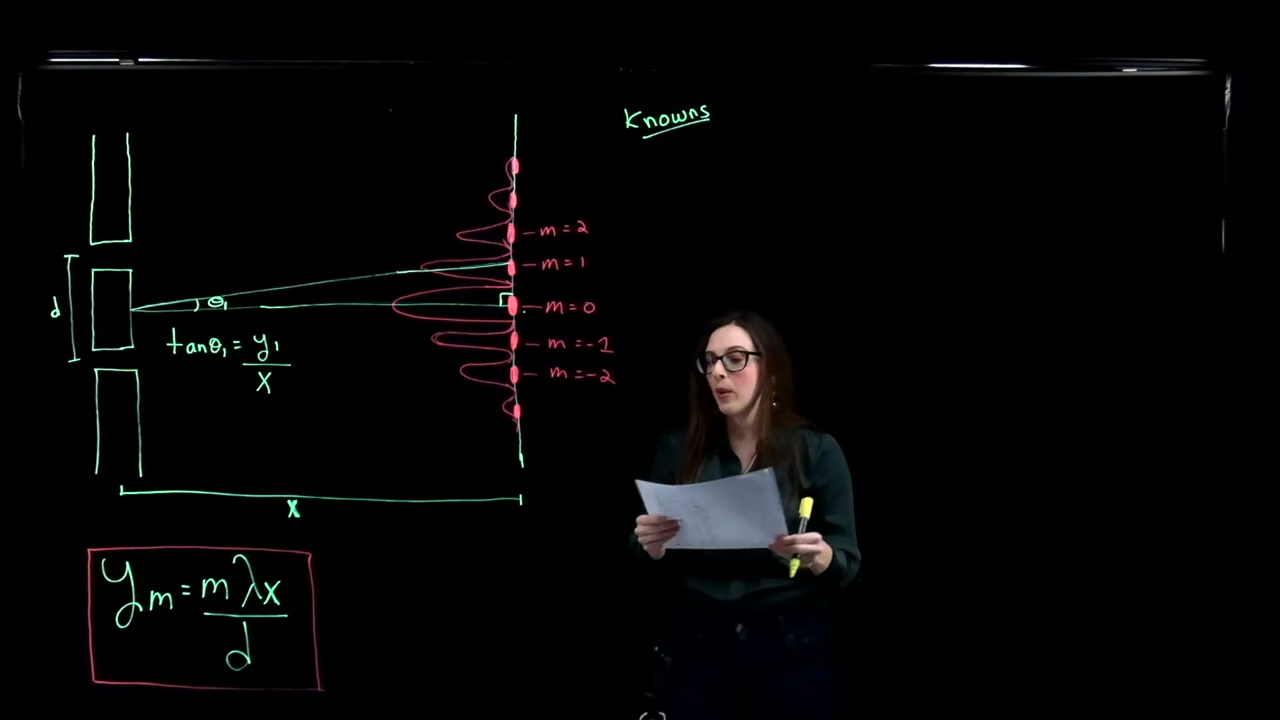 Knowns
m = 2
m = 1
θ₁
m = 0
d
tanθ₁ = y₁/x
m = -1
m = -2
x
yₘ = mλx/d